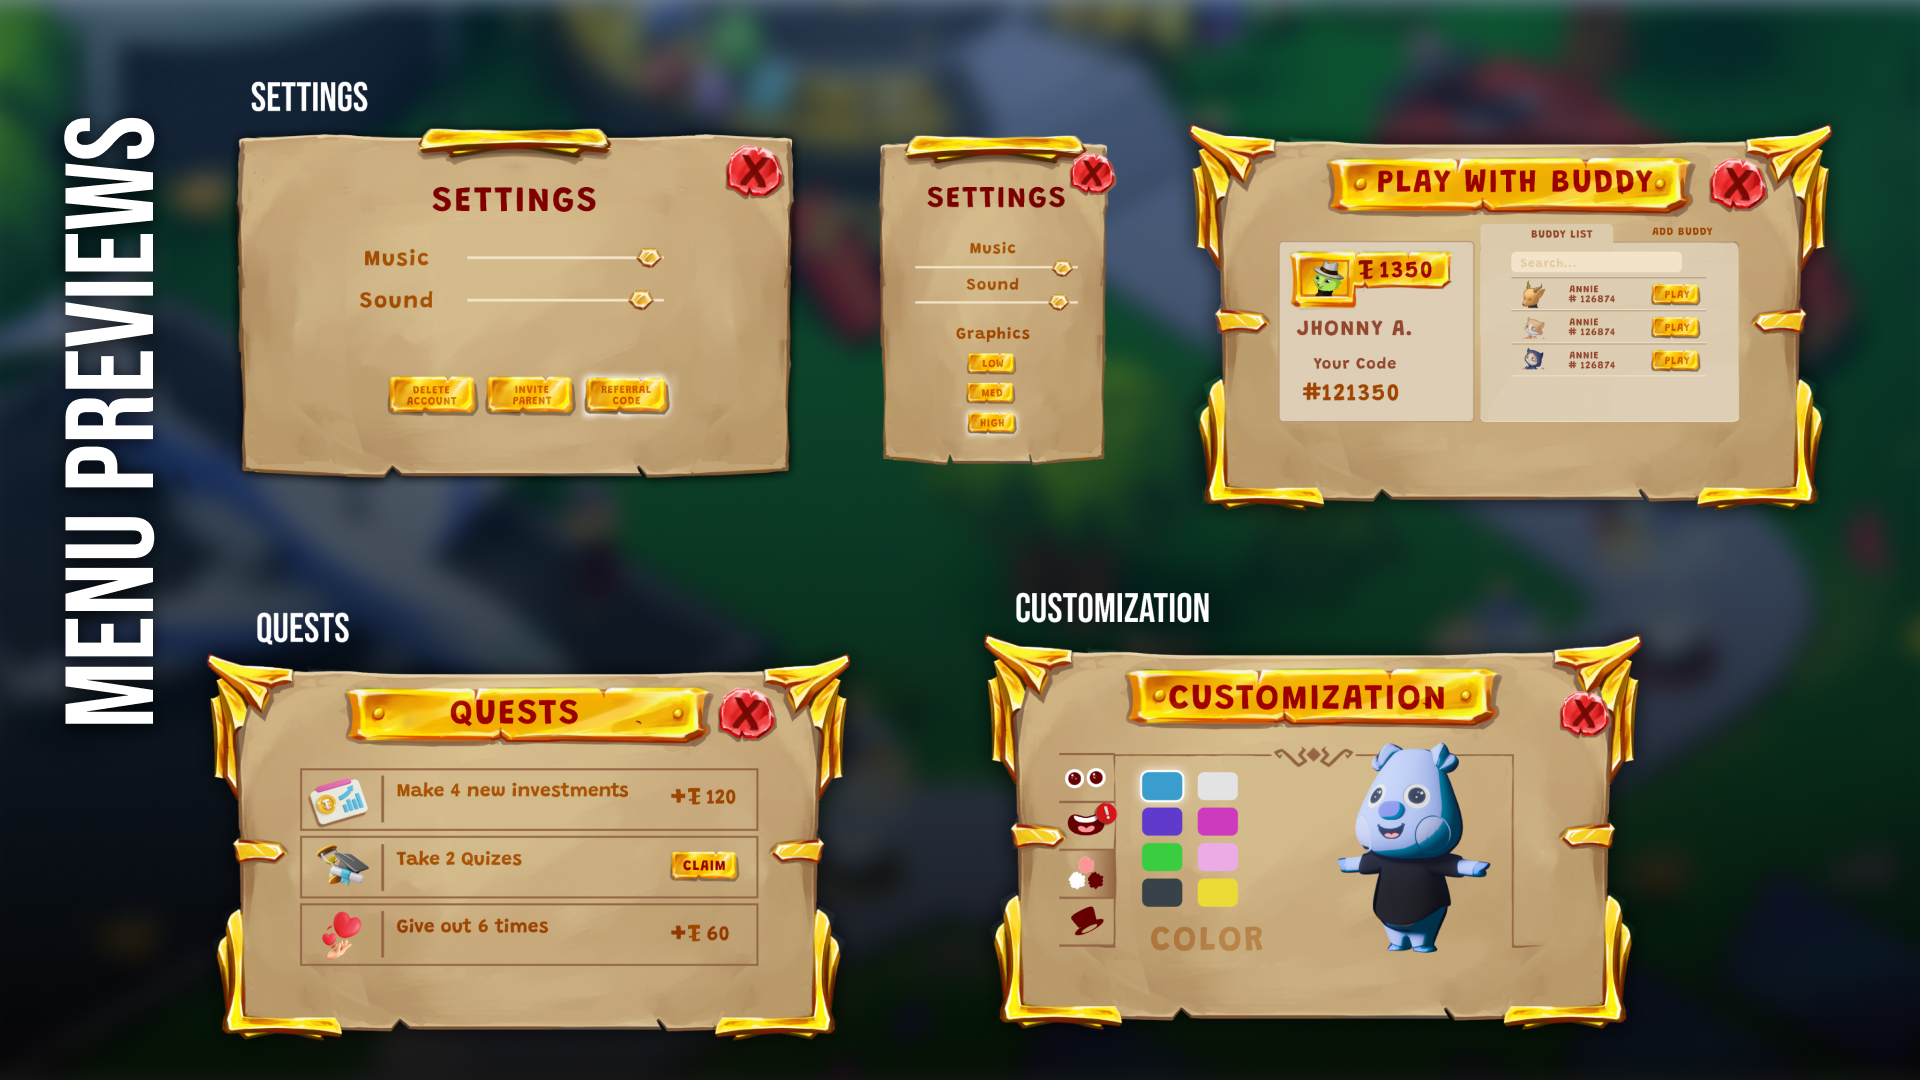 MENU PREVIEWS
SETTINGS
SETTINGS
X
Music
Sound
DELETE
ACCOUNT
INVITE
PARENT
REFERRAL
CODE
SETTINGS
X
Music
Sound
Graphics
LOW
MED
HIGH
PLAY WITH BUDDY
X
1350
JHONNY A.
Your Code
#121350
BUDDY LIST
ADD BUDDY
Search...
ANNIE
# 126874
PLAY
ANNIE
# 126874
PLAY
ANNIE
# 126874
PLAY
QUESTS
QUESTS
X
Make 4 new investments
+ 120
Take 2 Quizes
CLAIM
Give out 6 times
+ 60
CUSTOMIZATION
CUSTOMIZATION
X
!
COLOR